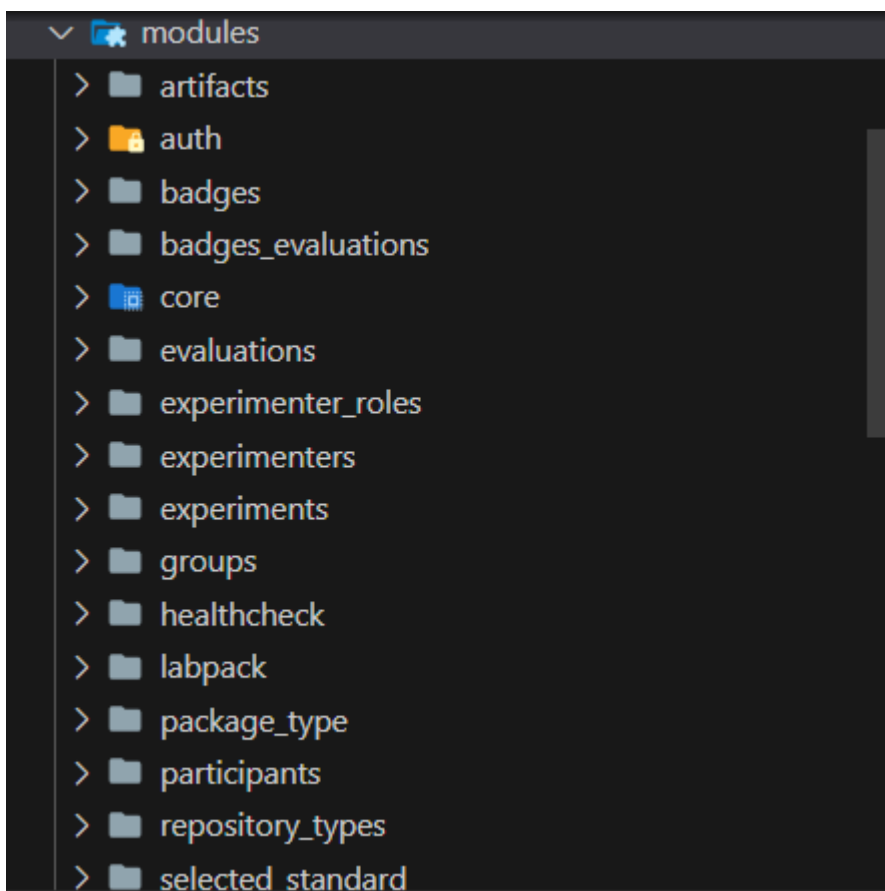 modules
artifacts
auth
badges
badges_evaluations
core
evaluations
experimenter_roles
experimenters
experiments
groups
healthcheck
labpack
package_type
participants
repository_types
selected_standard